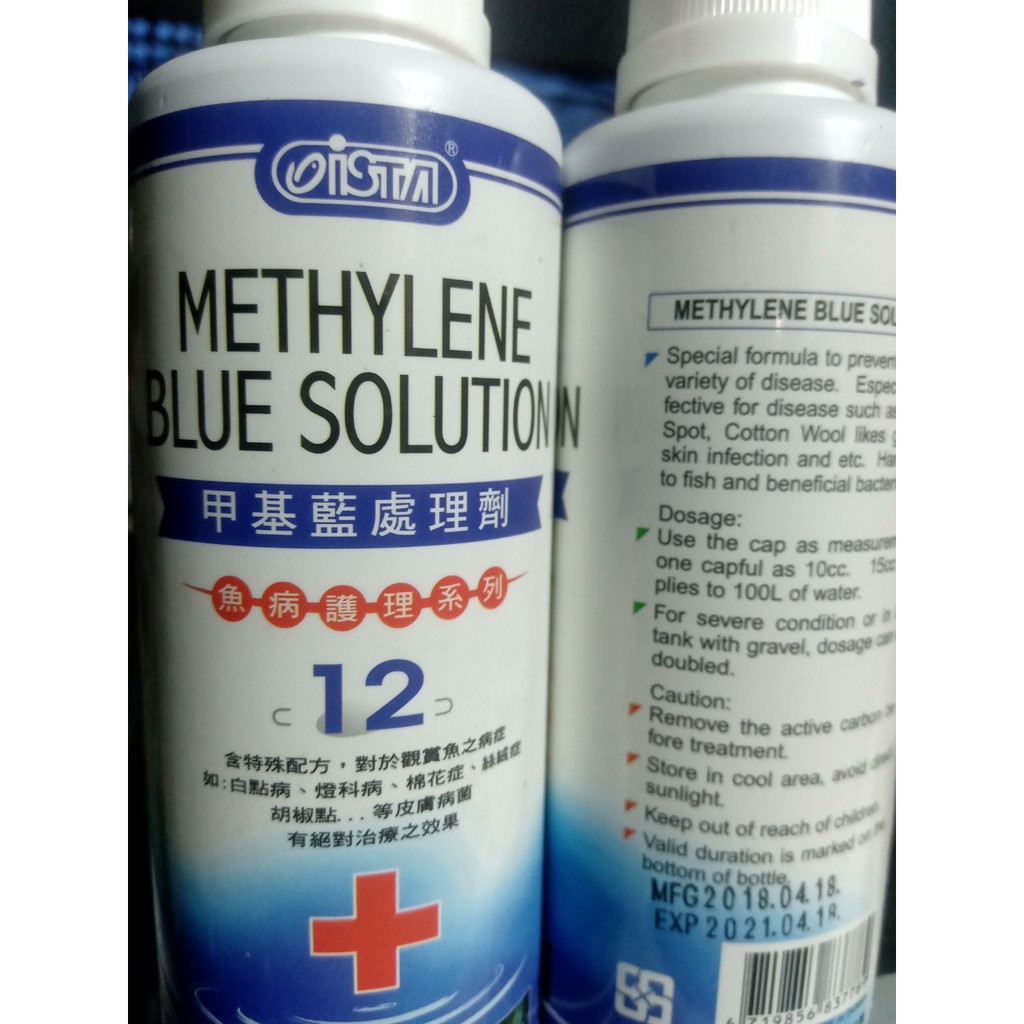 OISTA®
METHYLENE
BLUE SOLUTION
甲基藍處理劑
魚病護理系列
12
含特殊配方，對於觀賞魚之病症
如:白點病、燈科病、棉花症、絲絨症
胡椒點...等皮膚病菌
有絕對治療之效果
N
METHYLENE BLUE SOL
Special formula to preven
variety of disease. Espec
fective for disease such as
Spot, Cotton Wool likes g
skin infection and etc. Har
to fish and beneficial bacter
Dosage:
Use the cap as measurem
one capful as 10cc. 15cc
plies to 100L of water.
For severe condition or in
tank with gravel, dosage can
doubled.
Caution:
Remove the active carbon be
fore treatment.
Store in cool area, avoid direct
sunlight.
Keep out of reach of children.
Valid duration is marked on the
bottom of bottle.
MFG2018.04.18.
EXP2021.04.18.
4 719856 83778